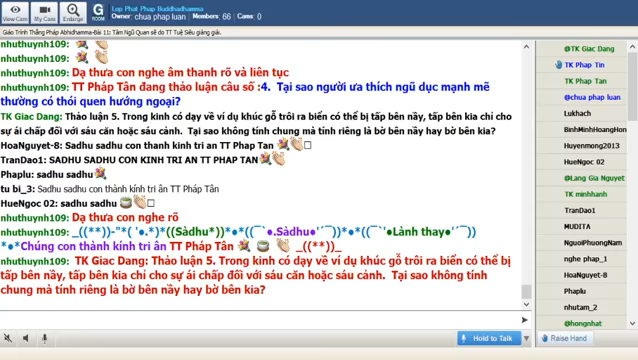 View Cam
My Cam
Enlarge
G
ROOM
Lop Phat Phap Buddhadhamma
Owner: chua phap luan Members: 66 Cams: 0
Giáo Trình Thắng Pháp Abhidhamma-Bài 11: Tâm Ngũ Quan sẽ do TT Tuệ Siêu giảng giải.
nhuthuynh109:
nhuthuynh109:
nhuthuynh109: Dạ thưa con nghe âm thanh rõ và liên tục
nhuthuynh109: TT Pháp Tân đang thảo luận câu số :4. Tại sao người ưa thích ngũ dục mạnh mẽ
thường có thói quen hướng ngoại?
TK Giac Dang: Thảo luận 5. Trong kinh có dạy về ví dụ khúc gỗ trôi ra biển có thể bị tấp bên nầy, tấp bên kia chỉ cho
sự ái chấp đối với sáu căn hoặc sáu cảnh. Tại sao không tính chung mà tính riêng là bờ bên nầy hay bờ bên kia?
HoaNguyet-8: Sadhu sadhu con thanh kinh tri an TT Phap Tan
TranDao1: SADHU SADHU CON KINH TRI AN TT PHAP TAN
Phaplu: sadhu sadhu
tu bi_3: Sadhu sadhu con thành kính tri ân TT Pháp Tân
HueNgoc 02: sadhu sadhu
nhuthuynh109: Dạ thưa con nghe rõ
nhuthuynh109: _((**))-"*( '•.*)*((Sàdhu*))*●*((¯`•.Sàdhu•'´¯))*●*((¯`'•Lành thay•'´¯))
*●*Chúng con thành kính tri ân TT Pháp Tân _((**))_
nhuthuynh109: TK Giac Dang: Thảo luận 5. Trong kinh có dạy về ví dụ khúc gỗ trôi ra biển có thể bị
tấp bên nầy, tấp bên kia chỉ cho sự ái chấp đối với sáu căn hoặc sáu cảnh. Tại sao không tính
chung mà tính riêng là bờ bên nầy hay bờ bên kia?
@TK Giac Dang
TK Phap Tin
TK Phap Tan
@chua phap luan
Lukhach
BinhMinhHoangHon
Huyenmong2013
HueNgoc 02
@Lang Gia Nguyet
TK minhhanh
TranDao1
MUDITA
NguoiPhuongNam
nghe phap_1
HoaNguyet-8
Phaplu
nhutam_2
@hongnhat
Hold to Talk
Raise Hand